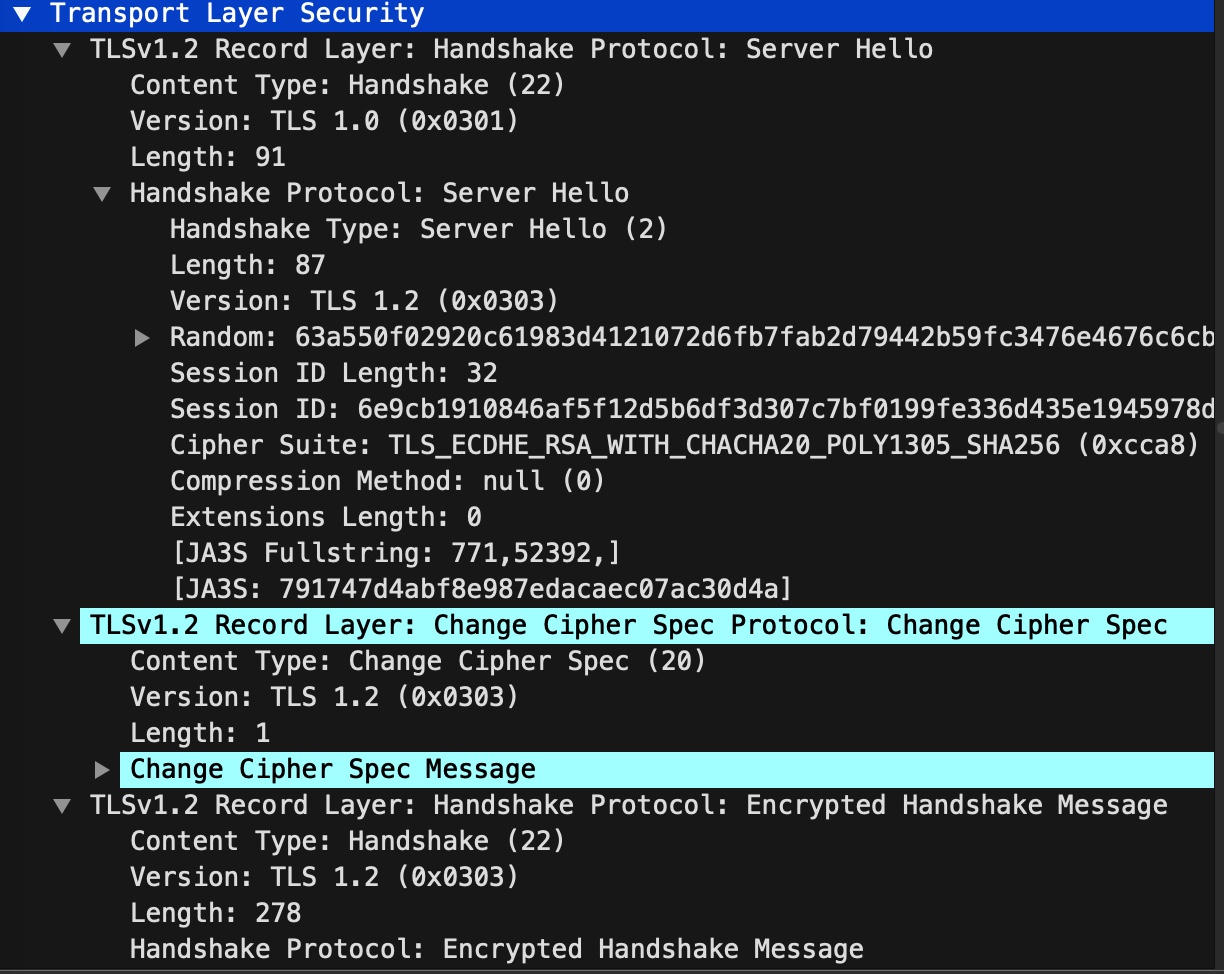 Transport Layer Security
TLSv1.2 Record Layer: Handshake Protocol: Server Hello
Content Type: Handshake (22)
Version: TLS 1.0 (0x0301)
Length: 91
Handshake Protocol: Server Hello
Handshake Type: Server Hello (2)
Length: 87
Version: TLS 1.2 (0x0303)
Random: 63a550f02920c61983d4121072d6fb7fab2d79442b59fc3476e4676c6cb
Session ID Length: 32
Session ID: 6e9cb1910846af5f12d5b6df3d307c7bf0199fe336d435e1945978d
Cipher Suite: TLS_ECDHE_RSA_WITH_CHACHA20_POLY1305_SHA256 (0xcca8)
Compression Method: null (0)
Extensions Length: 0
[JA3S Fullstring: 771,52392,]
[JA3S: 791747d4abf8e987edacaec07ac30d4a]
TLSv1.2 Record Layer: Change Cipher Spec Protocol: Change Cipher Spec
Content Type: Change Cipher Spec (20)
Version: TLS 1.2 (0x0303)
Length: 1
Change Cipher Spec Message
TLSv1.2 Record Layer: Handshake Protocol: Encrypted Handshake Message
Content Type: Handshake (22)
Version: TLS 1.2 (0x0303)
Length: 278
Handshake Protocol: Encrypted Handshake Message